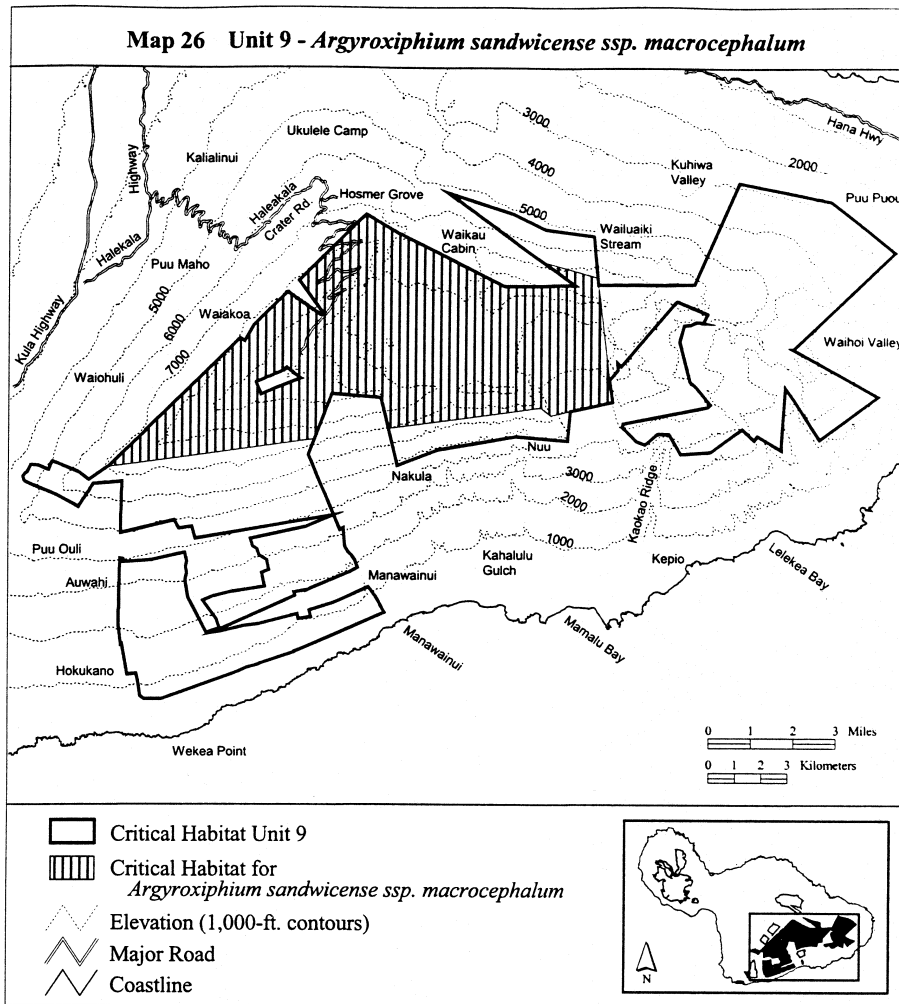 Map 26 Unit 9 - Argyroxiphium sandwicense ssp. macrocephalum
Hana Hwy
3000
Ukulele Camp
Kalialinui
Highway
4000
2000
Kuhiwa
Valley
Haleakala
Crater Rd.
Hosmer Grove
5000
Puu Puou
Waikau
Cabin
Wailuaiki
Stream
Halekala
Puu Maho
5000
6000
7000
Waiakoa
Kula Highway
Waihoi Valley
Waiohuli
Nuu
Nakula
3000
2000
1000
Kaokao Ridge
Puu Ouli
Auwahi
Manawainui
Kahalulu
Gulch
Kepio
Lelekea Bay
Mamalu Bay
Manawainui
Hokukano
Wekea Point
0 1 2 3 Miles
0 1 2 3 Kilometers
Critical Habitat Unit 9
Critical Habitat for
Argyroxiphium sandwicense ssp. macrocephalum
Elevation (1,000-ft. contours)
Major Road
Coastline
N